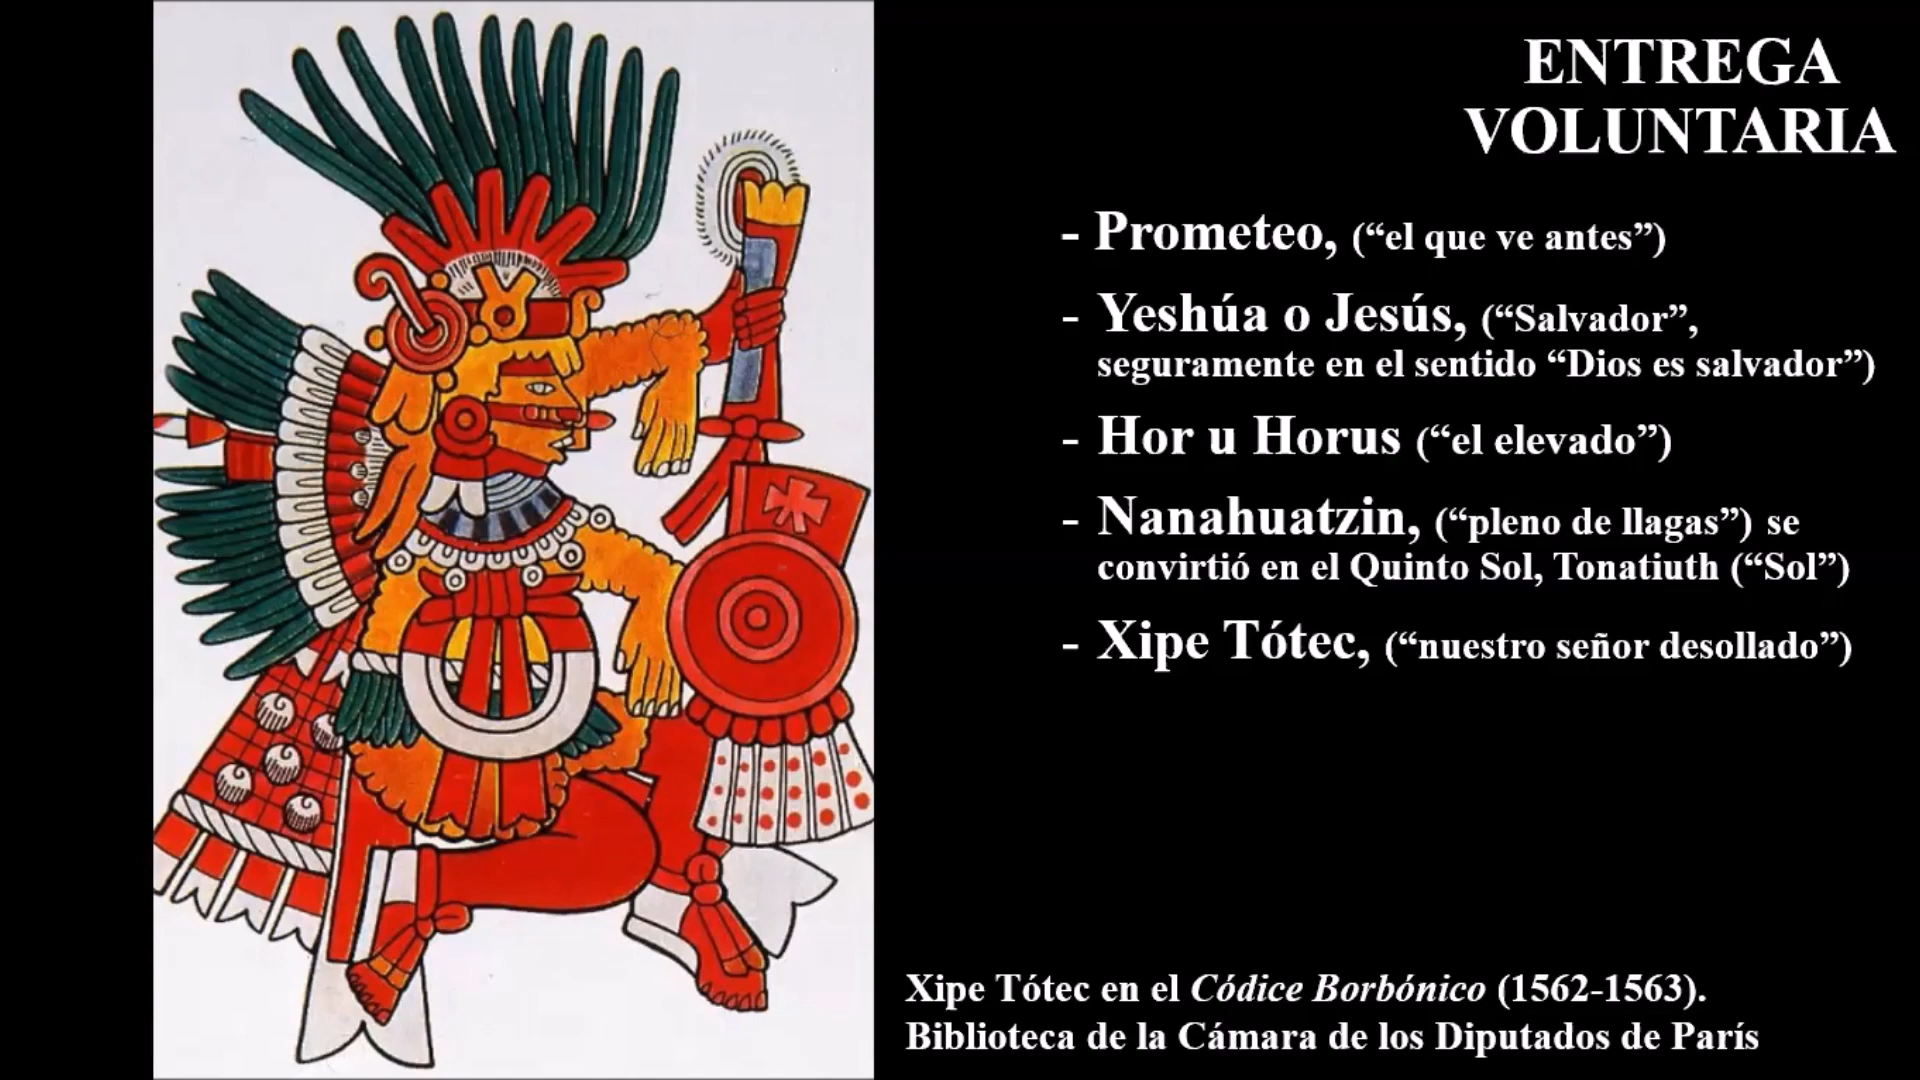 ENTREGA
VOLUNTARIA
- Prometeo, (“el que ve antes”)
- Yeshúa o Jesús, (“Salvador”,
seguramente en el sentido “Dios es salvador”)
- Hor u Horus (“el elevado”)
- Nanahuatzin, (“pleno de llagas”) se
convirtió en el Quinto Sol, Tonatiuth (“Sol”)
- Xipe Tótec, (“nuestro señor desollado”)
Xipe Tótec en el Códice Borbónico (1562-1563).
Biblioteca de la Cámara de los Diputados de París